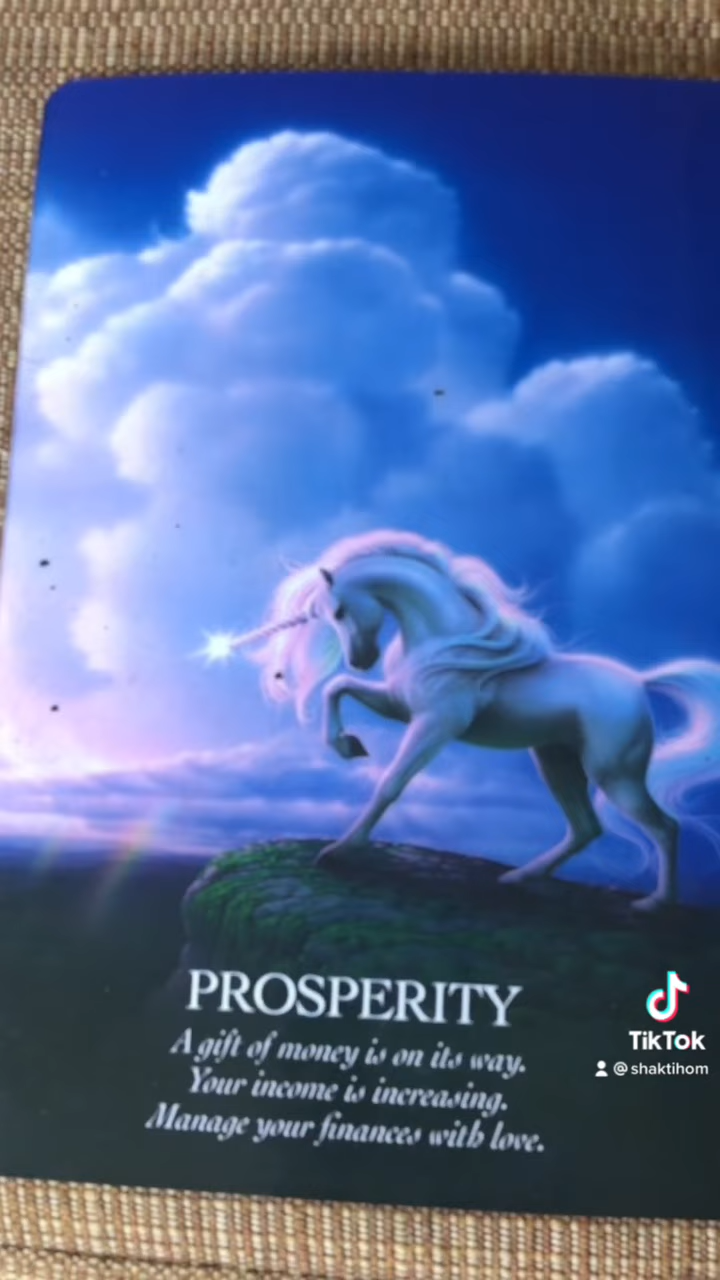 PROSPERITY
A gift of money is on its way.
Your income is increasing.
Manage your finances with love.
TikTok
@shaktihom